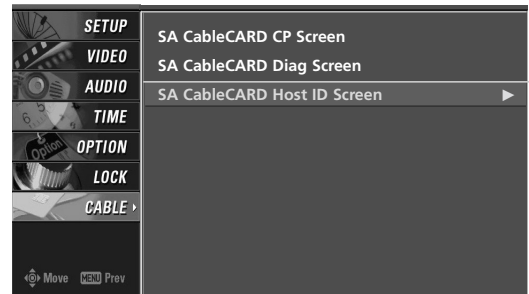 SETUP
VIDEO
AUDIO
TIME
OPTION
LOCK
CABLE
Move MENU Prev
SA CableCARD CP Screen
SA CableCARD Diag Screen
SA CableCARD Host ID Screen